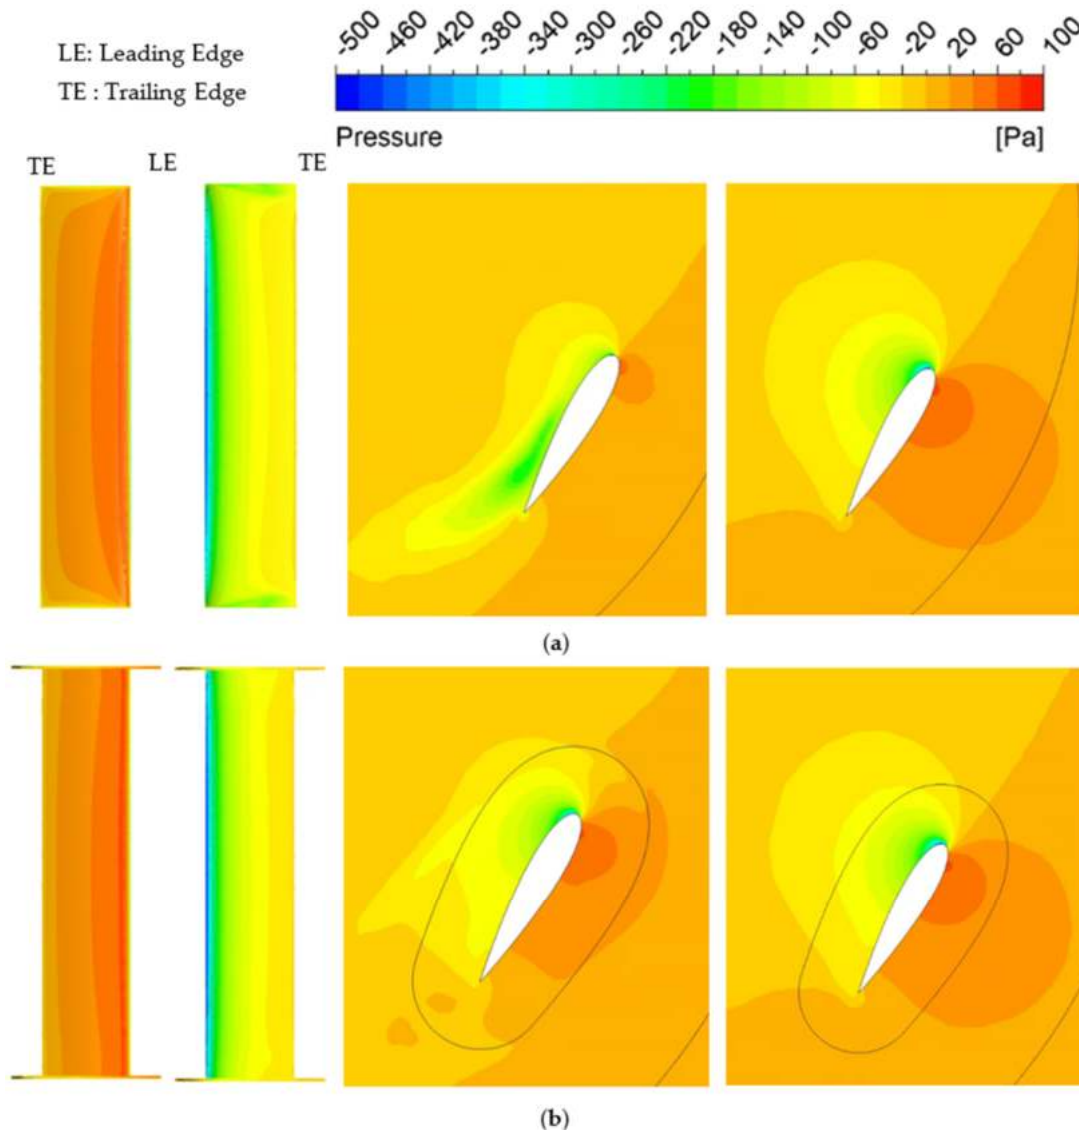 LE: Leading Edge
TE : Trailing Edge
-500 -460 -420 -380 -340 -300 -260 -220 -180 -140 -100 -60 -20 20 60 100
Pressure [Pa]
TE LE TE
(a)
(b)